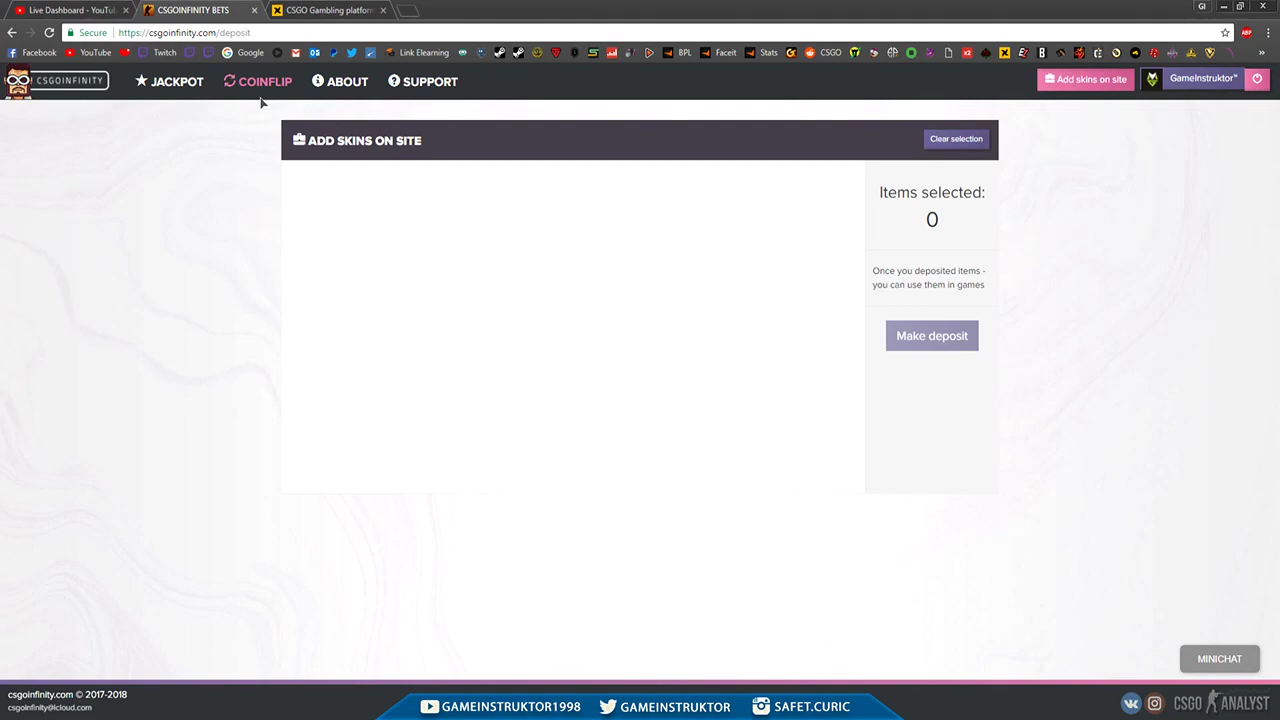 Live Dashboard - YouTu
CSGOINFINITY BETS
CSGO Gambling platform
GI
Secure
https://csgoinfinity.com/deposit
ABP
Facebook
YouTube
Twitch
Google
Link Elearning
BPL
Faceit
Stats
CSGO
CSGOINFINITY
JACKPOT
COINFLIP
ABOUT
SUPPORT
Add skins on site
GameInstruktor™
ADD SKINS ON SITE
Clear selection
Items selected:
0
Once you deposited items -
you can use them in games
Make deposit
MINICHAT
csgoinfinity.com © 2017-2018
csgoinfinity@icloud.com
GAMEINSTRUKTOR1998
GAMEINSTRUKTOR
SAFET.CURIC
CSGO ANALYST